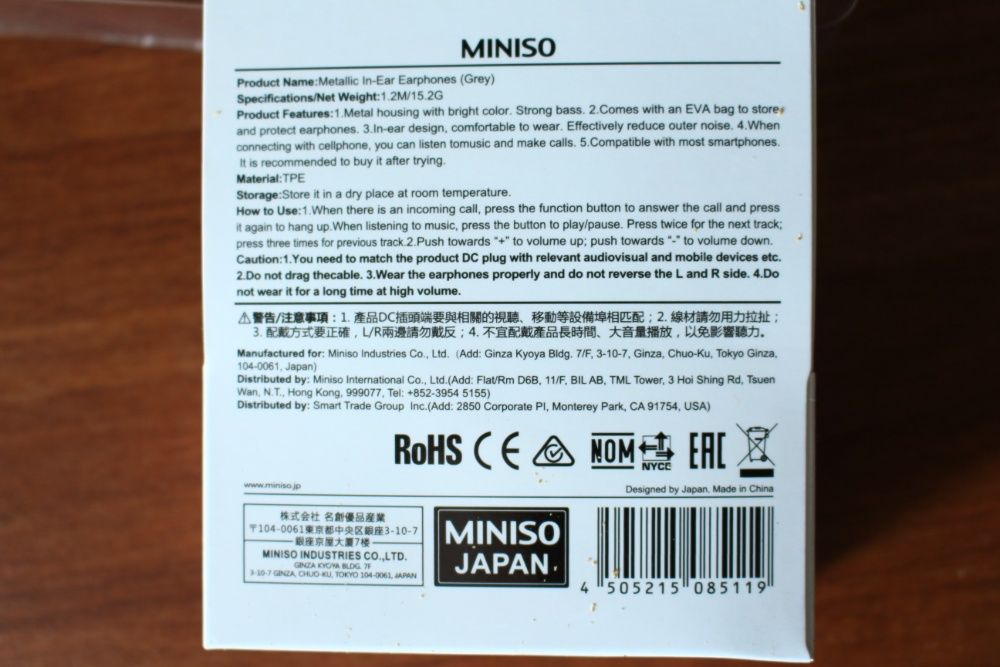 MINISO
Product Name:Metallic In-Ear Earphones (Grey)
Specifications/Net Weight:1.2M/15.2G
Product Features:1.Metal housing with bright color. Strong bass. 2.Comes with an EVA bag to store
and protect earphones. 3.In-ear design, comfortable to wear. Effectively reduce outer noise. 4.When
connecting with cellphone, you can listen tomusic and make calls. 5.Compatible with most smartphones.
It is recommended to buy it after trying.
Material:TPE
Storage:Store it in a dry place at room temperature.
How to Use:1.When there is an incoming call, press the function button to answer the call and press
it again to hang up.When listening to music, press the button to play/pause. Press twice for the next track;
press three times for previous track.2.Push towards "+" to volume up; push towards "-" to volume down.
Caution:1.You need to match the product DC plug with relevant audiovisual and mobile devices etc.
2.Do not drag thecable. 3.Wear the earphones properly and do not reverse the L and R side. 4.Do
not wear it for a long time at high volume.
⚠警告/注意事項：1. 產品DC插頭端要與相關的視聽、移動等設備埠相匹配；2. 線材請勿用力拉扯；
3. 配戴方式要正確，L/R兩邊請勿戴反；4. 不宜配戴產品長時間、大音量播放，以免影響聽力。
Manufactured for: Miniso Industries Co., Ltd. (Add: Ginza Kyoya Bldg. 7/F, 3-10-7, Ginza, Chuo-Ku, Tokyo Ginza,
104-0061, Japan)
Distributed by: Miniso International Co., Ltd.(Add: Flat/Rm D6B, 11/F, BIL AB, TML Tower, 3 Hoi Shing Rd, Tsuen
Wan, N.T., Hong Kong, 999077, Tel: +852-3954 5155)
Distributed by: Smart Trade Group Inc.(Add: 2850 Corporate Pl, Monterey Park, CA 91754, USA)
RoHS CE NOM NYCE EAC
www.miniso.jp
Designed by Japan, Made in China
株式会社 名創優品産業
〒104-0061東京都中央区銀座3-10-7
銀座京屋大厦7楼
MINISO INDUSTRIES CO.,LTD.
GINZA KYOYA BLDG. 7F
3-10-7 GINZA, CHUO-KU, TOKYO 104-0061, JAPAN
MINISO
JAPAN
4 505215 085119